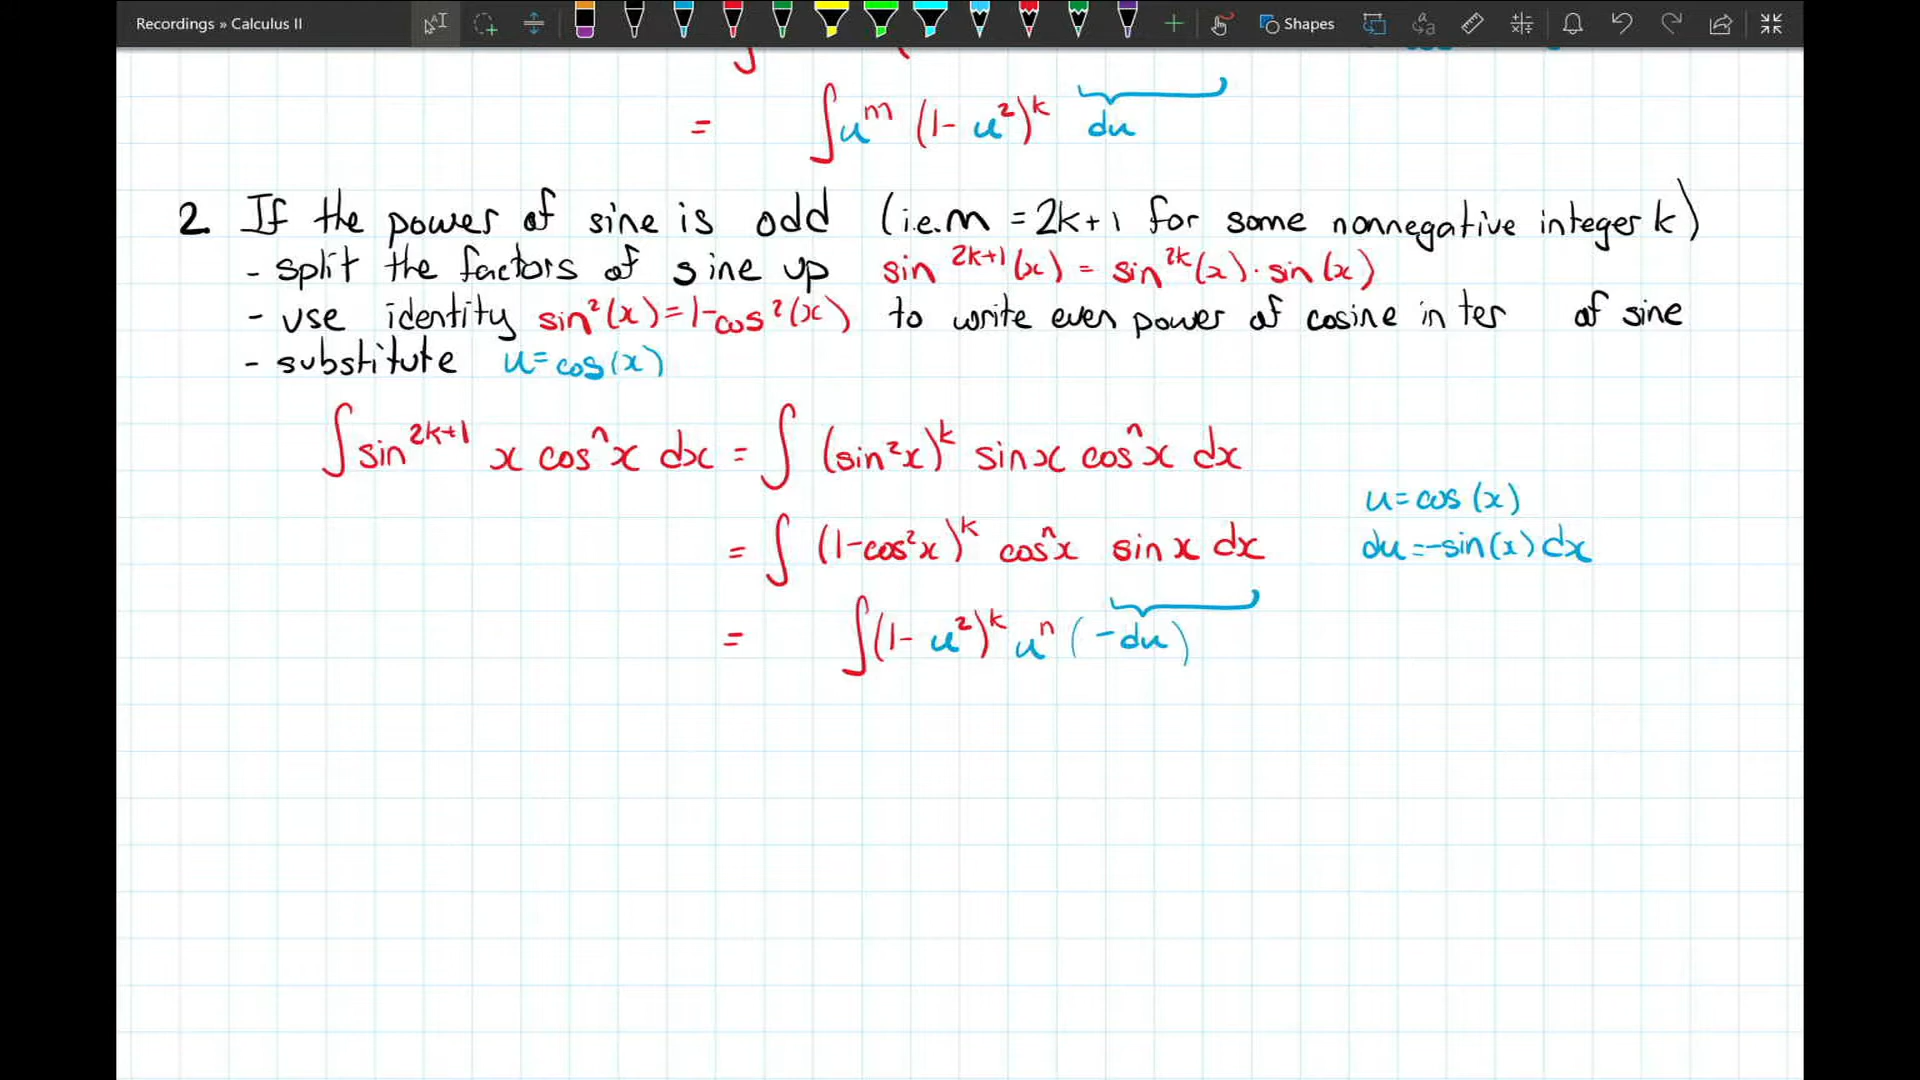 Recordings » Calculus II
Shapes
= ∫ u^m (1 - u²)^k du
2. If the power of sine is odd (i.e. m = 2k+1 for some nonnegative integer k)
- split the factors of sine up sin^{2k+1}(x) = sin^{2k}(x) · sin(x)
- use identity sin²(x) = 1 - cos²(x) to write even power of cosine in ter of sine
- substitute u = cos(x)
∫ sin^{2k+1} x cos^n x dx = ∫ (sin²x)^k sin x cos^n x dx
= ∫ (1 - cos²x)^k cos^n x sin x dx
u = cos(x)
du = -sin(x) dx
= ∫ (1 - u²)^k u^n (-du)